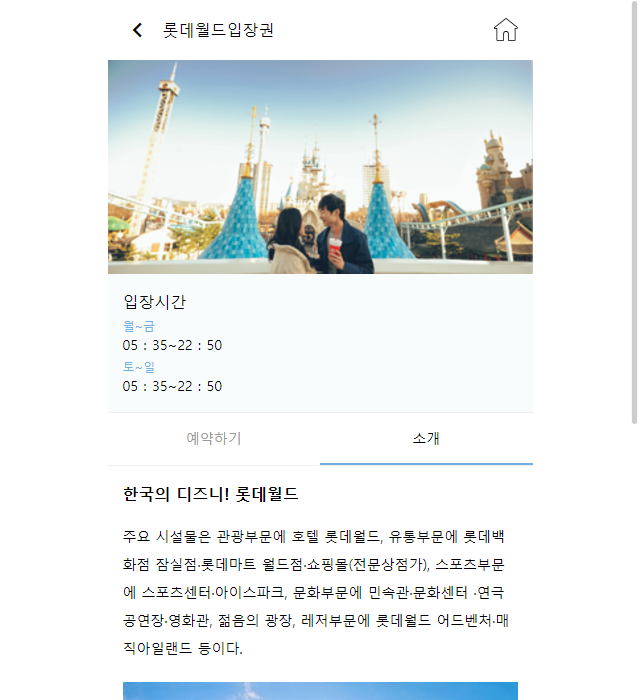 롯데월드입장권
입장시간
월~금
05 : 35~22 : 50
토~일
05 : 35~22 : 50
예약하기
소개
한국의 디즈니! 롯데월드
주요 시설물은 관광부문에 호텔 롯데월드, 유통부문에 롯데백
화점 잠실점·롯데마트 월드점·쇼핑몰(전문상점가), 스포츠부문
에 스포츠센터·아이스파크, 문화부문에 민속관·문화센터 ·연극
공연장·영화관, 젊음의 광장, 레저부문에 롯데월드 어드벤처·매
직아일랜드 등이다.